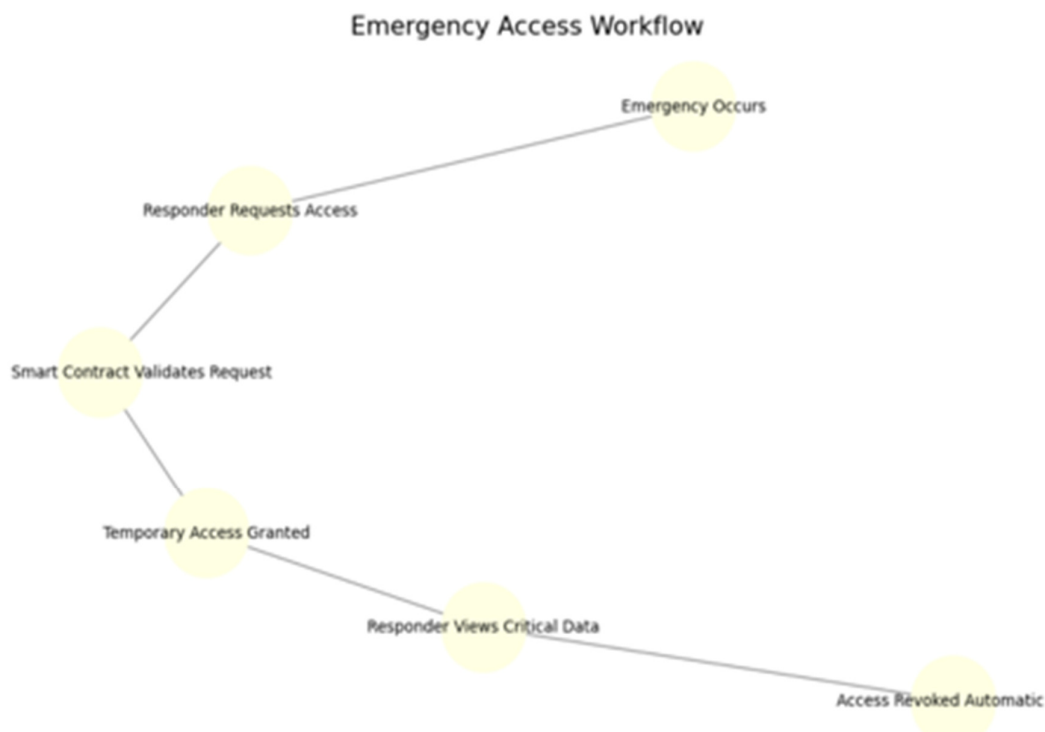 Emergency Access Workflow
Emergency Occurs
Responder Requests Access
Smart Contract Validates Request
Temporary Access Granted
Responder Views Critical Data
Access Revoked Automatic